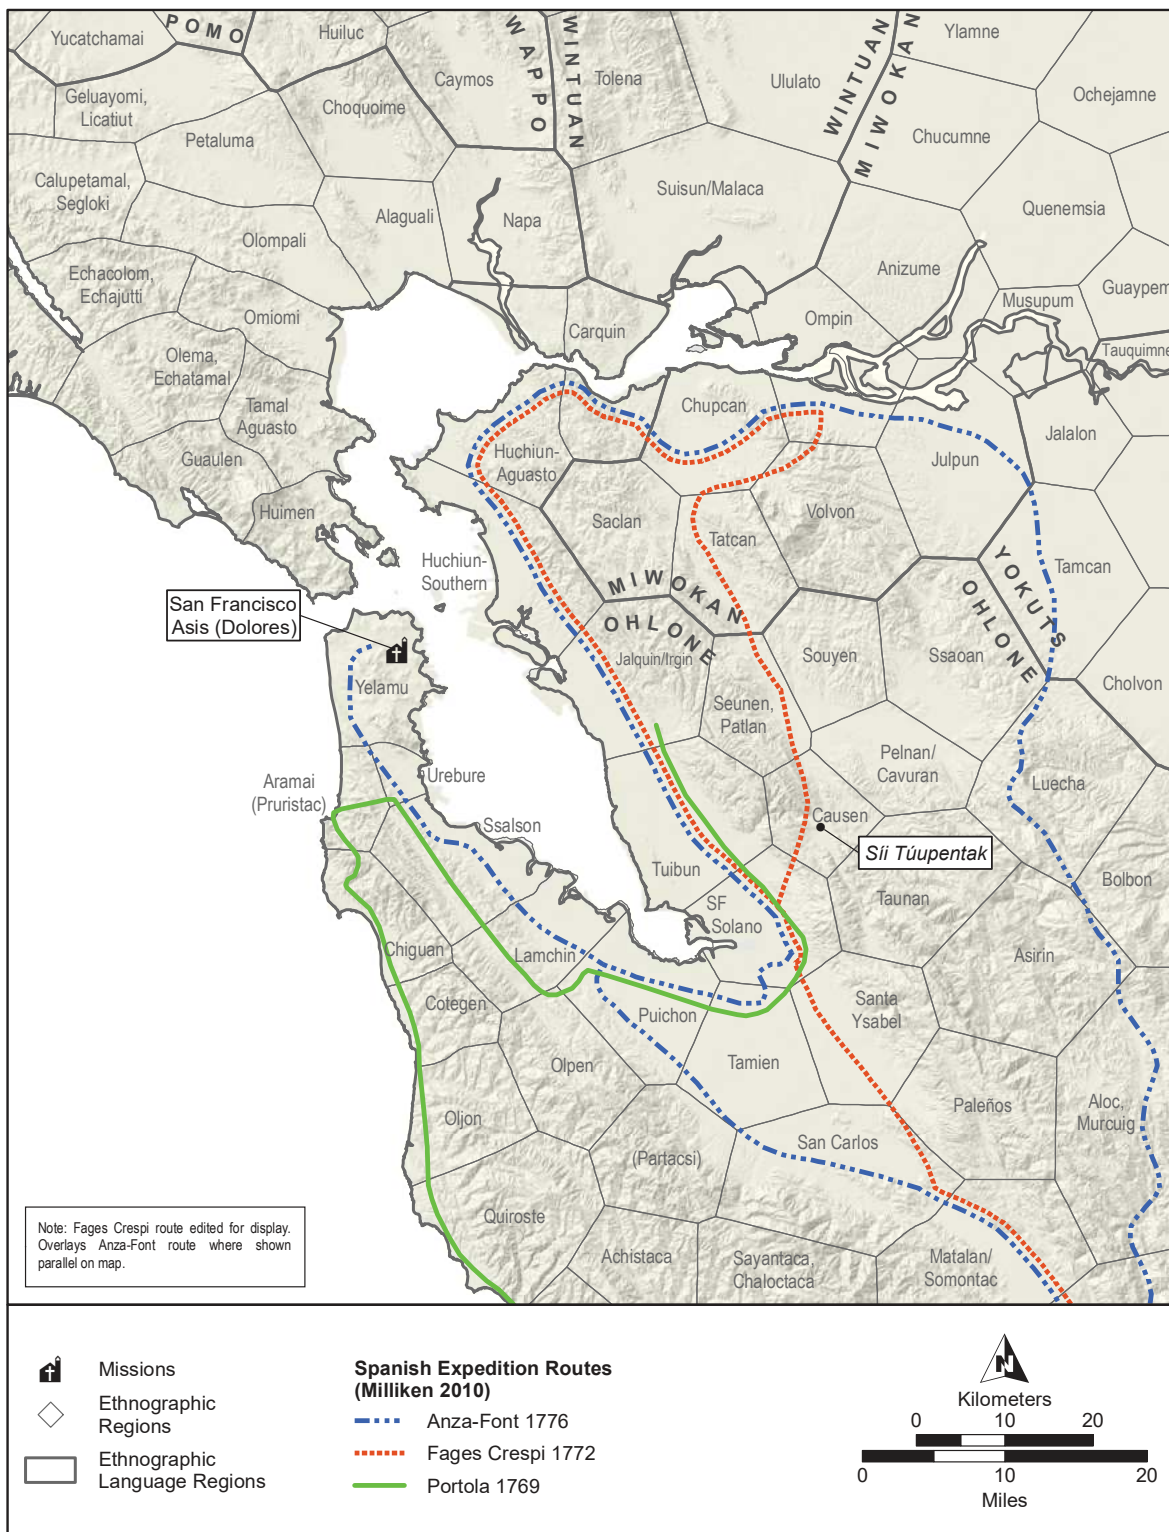 POMO
Yucatchamai
Huiluc
WAPPO
WINTUAN
Tolena
Ululato
WINTUAN
MIWOKAN
Ylamne
Caymos
Geluayomi,
Licatiut
Choquoime
Ochejamne
Petaluma
Chucumne
Calupetamal,
Segloki
Alaguali
Napa
Suisun/Malaca
Quenemsia
Olompali
Echacolom,
Echajutti
Anizume
Guaypem
Omiomi
Carquin
Ompin
Musupum
Tauquimne
Olema,
Echatamal
Tamal
Aguasto
Chupcan
Guaulen
Huchiun-
Aguasto
Julpun
Jalalon
Huimen
Saclan
Volvon
Tatcan
Huchiun-
Southern
Tamcan
MIWOKAN
OHLONE
YOKUTS
OHLONE
San Francisco
Asis (Dolores)
Jalquin/Irgin
Souyen
Ssaoan
Cholvon
Yelamu
Seunen,
Patlan
Pelnan/
Cavuran
Luecha
Urebure
Aramai
(Pruristac)
Ssalson
Causen
Síi Túupentak
Tuibun
Taunan
Bolbon
SF
Solano
Chiguan
Lamchin
Asirin
Cotegen
Puichon
Santa
Ysabel
Olpen
Tamien
Oljon
Paleños
Aloc,
Murcuig
San Carlos
(Partacsi)
Quiroste
Achistaca
Sayantaca,
Chaloctaca
Matalan/
Somontac
Note: Fages Crespi route edited for display.
Overlays Anza-Font route where shown
parallel on map.
Missions
Ethnographic
Regions
Ethnographic
Language Regions
Spanish Expedition Routes
(Milliken 2010)
Anza-Font 1776
Fages Crespi 1772
Portola 1769
N
Kilometers
0 10 20
0 10 20
Miles